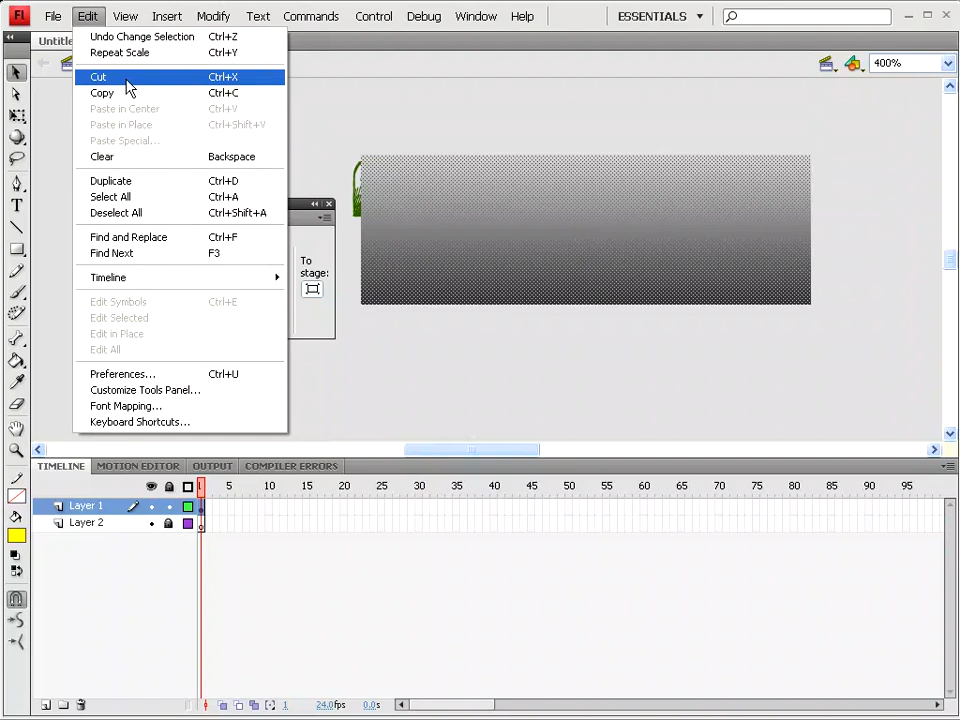 Fl File Edit View Insert Modify Text Commands Control Debug Window Help ESSENTIALS
Undo Change Selection Ctrl+Z
Repeat Scale Ctrl+Y
Cut Ctrl+X
Copy Ctrl+C
Paste in Center Ctrl+V
Paste in Place Ctrl+Shift+V
Paste Special...
Clear Backspace
Duplicate Ctrl+D
Select All Ctrl+A
Deselect All Ctrl+Shift+A
Find and Replace Ctrl+F
Find Next F3
Timeline
Edit Symbols Ctrl+E
Edit Selected
Edit in Place
Edit All
Preferences... Ctrl+U
Customize Tools Panel...
Font Mapping...
Keyboard Shortcuts...
Untitle
400%
To
stage:
TIMELINE MOTION EDITOR OUTPUT COMPILER ERRORS
5 10 15 20 25 30 35 40 45 50 55 60 65 70 75 80 85 90 95
Layer 1
Layer 2
1 24.0fps 0.0s